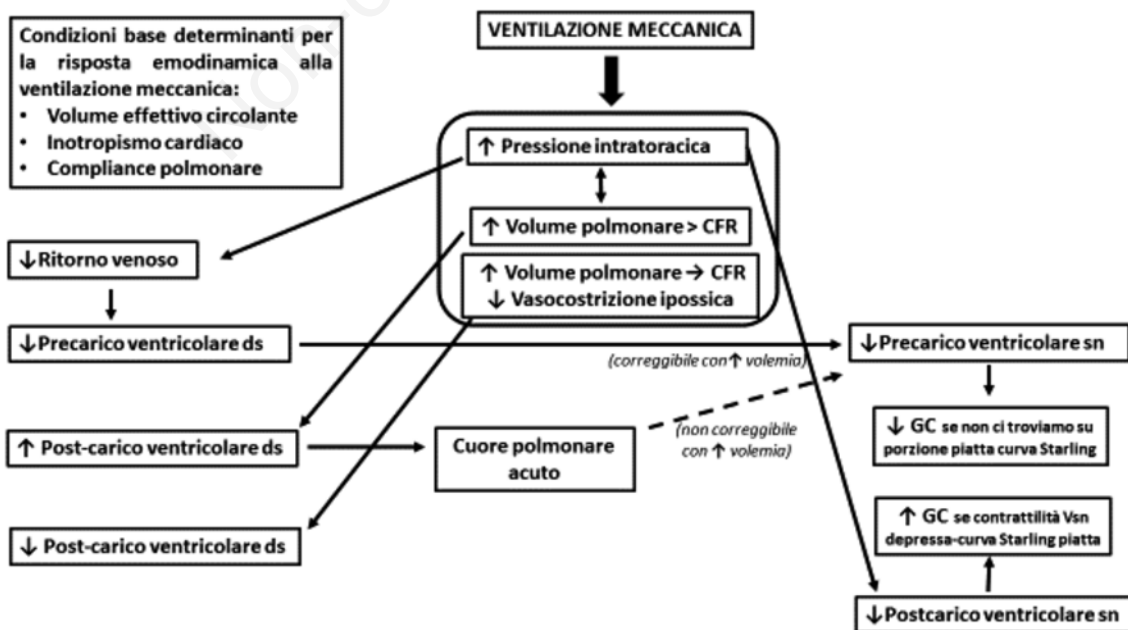 Condizioni base determinanti per
la risposta emodinamica alla
ventilazione meccanica:
• Volume effettivo circolante
• Inotropismo cardiaco
• Compliance polmonare
VENTILAZIONE MECCANICA
↑ Pressione intratoracica
↑ Volume polmonare > CFR
↑ Volume polmonare → CFR
↓ Vasocostrizione ipossica
↓ Ritorno venoso
↓ Precarico ventricolare ds
(correggibile con ↑ volemia)
↓ Precarico ventricolare sn
↑ Post-carico ventricolare ds
Cuore polmonare
acuto
(non correggibile
con ↑ volemia)
↓ GC se non ci troviamo su
porzione piatta curva Starling
↑ GC se contrattilità Vsn
depressa-curva Starling piatta
↓ Post-carico ventricolare ds
↓ Postcarico ventricolare sn